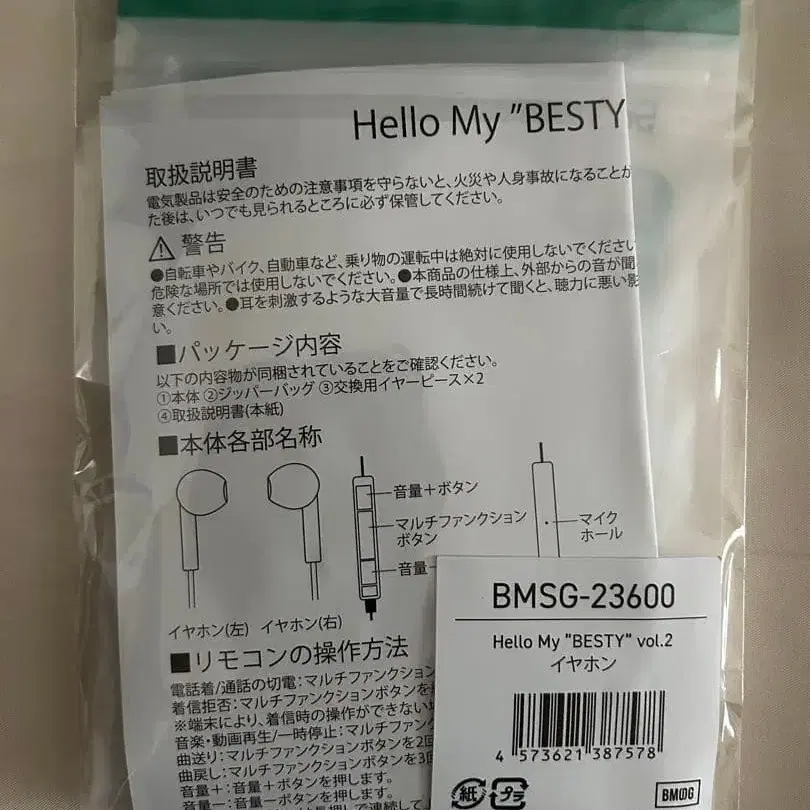 Hello My "BESTY
取扱説明書
電気製品は安全のための注意事項を守らないと、火災や人身事故になることが
た後は、いつでも見られるところに必ず保管してください。
警告
●自転車やバイク、自動車など、乗り物の運転中は絶対に使用しないでください
危険な場所では使用しないでください。●本商品の仕様上、外部からの音が聞
意ください。●耳を刺激するような大音量で長時間続けて聞くと、聴力に悪い影
い。
■パッケージ内容
以下の内容物が同梱されていることをご確認ください。
①本体 ②ジッパーバッグ ③交換用イヤーピース×2
④取扱説明書(本紙)
■本体各部名称
音量+ボタン
マルチファンクション
ボタン
音量-
マイク
ホール
イヤホン(左) イヤホン(右)
■リモコンの操作方法
電話着/通話の切電:マルチファンクション
着信拒否:マルチファンクションボタンを
※端末により、着信時の操作ができない
音楽・動画再生/一時停止:マルチファンク
曲送り:マルチファンクションボタンを2回
曲戻し:マルチファンクションボタンを3回
音量+:音量+ボタンを押します。
音量-:音量-ボタンを押します。
BMSG-23600
Hello My "BESTY" vol.2
イヤホン
4 573621 387578
紙 プラ
BMSG